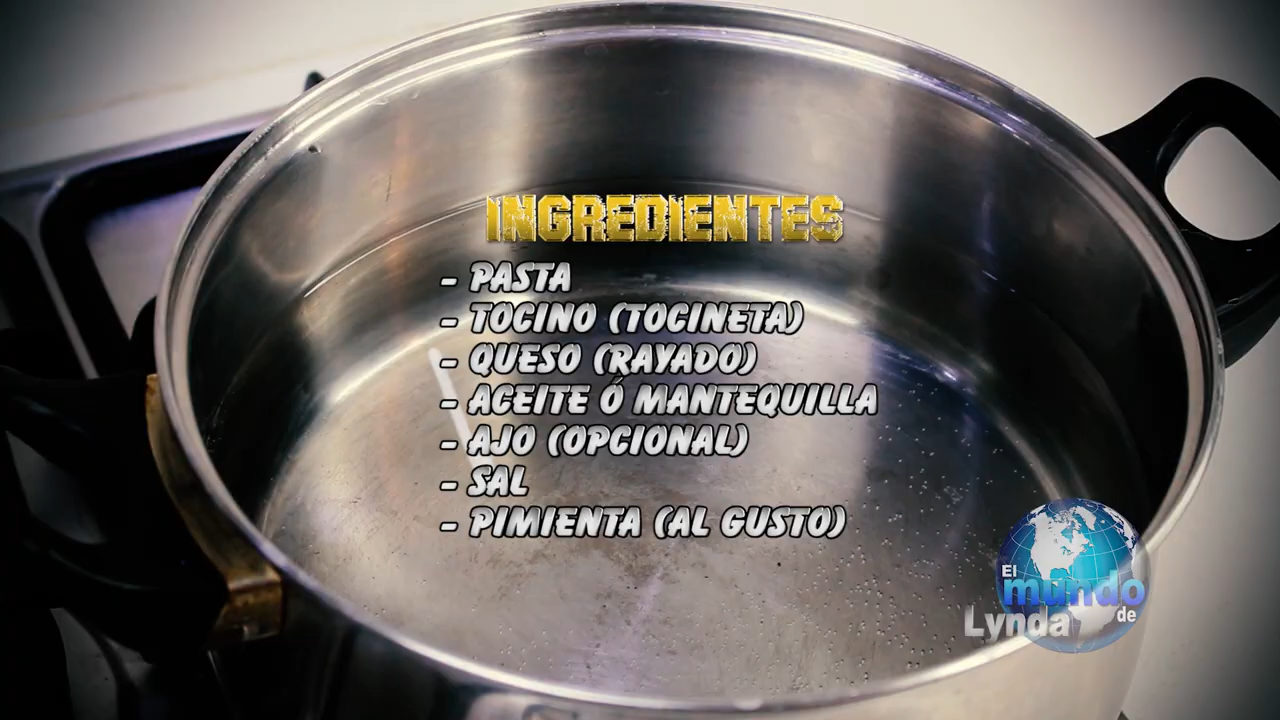 INGREDIENTES
- PASTA
- TOCINO (TOCINETA)
- QUESO (RAYADO)
- ACEITE Ó MANTEQUILLA
- AJO (OPCIONAL)
- SAL
- PIMIENTA (AL GUSTO)
El
mundo
de
Lynda